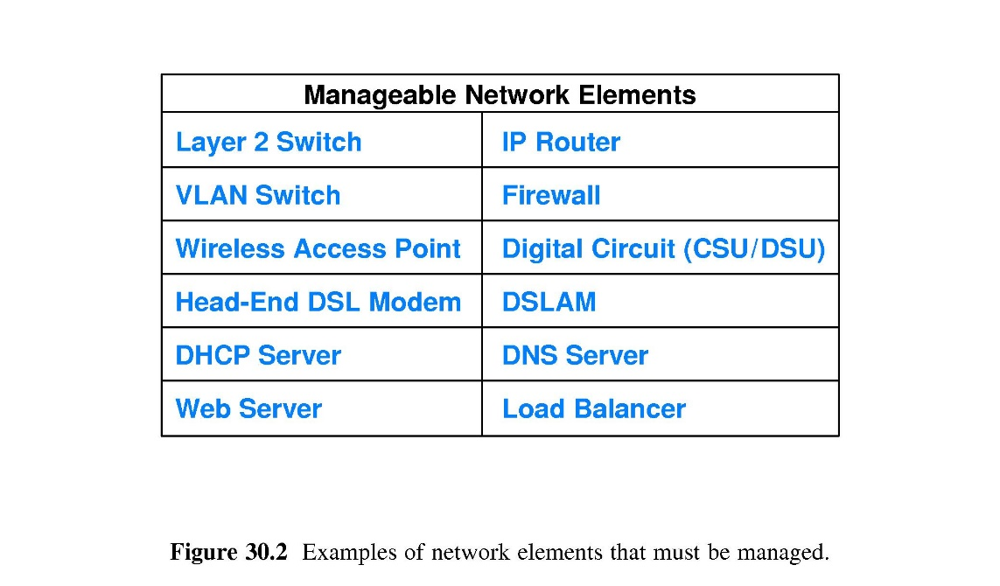 Manageable Network Elements
Layer 2 Switch IP Router
VLAN Switch Firewall
Wireless Access Point Digital Circuit (CSU/DSU)
Head-End DSL Modem DSLAM
DHCP Server DNS Server
Web Server Load Balancer
Figure 30.2 Examples of network elements that must be managed.